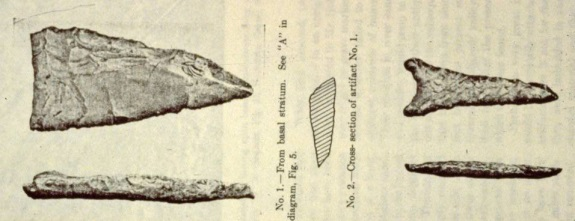 No. 1.—From basal stratum. See "A" in
diagram, Fig. 5.
No. 2.—Cross-section of artifact No. 1.